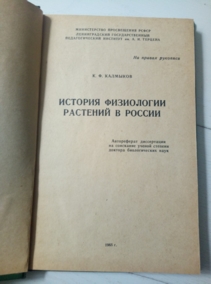 МИНИСТЕРСТВО ПРОСВЕЩЕНИЯ РСФСР
ЛЕНИНГРАДСКИЙ ГОСУДАРСТВЕННЫЙ
ПЕДАГОГИЧЕСКИЙ ИНСТИТУТ им. А. И. ГЕРЦЕНА
На правах рукописи
К. Ф. КАЛМЫКОВ
ИСТОРИЯ ФИЗИОЛОГИИ
РАСТЕНИЙ В РОССИИ
Автореферат диссертации
на соискание ученой степени
доктора биологических наук